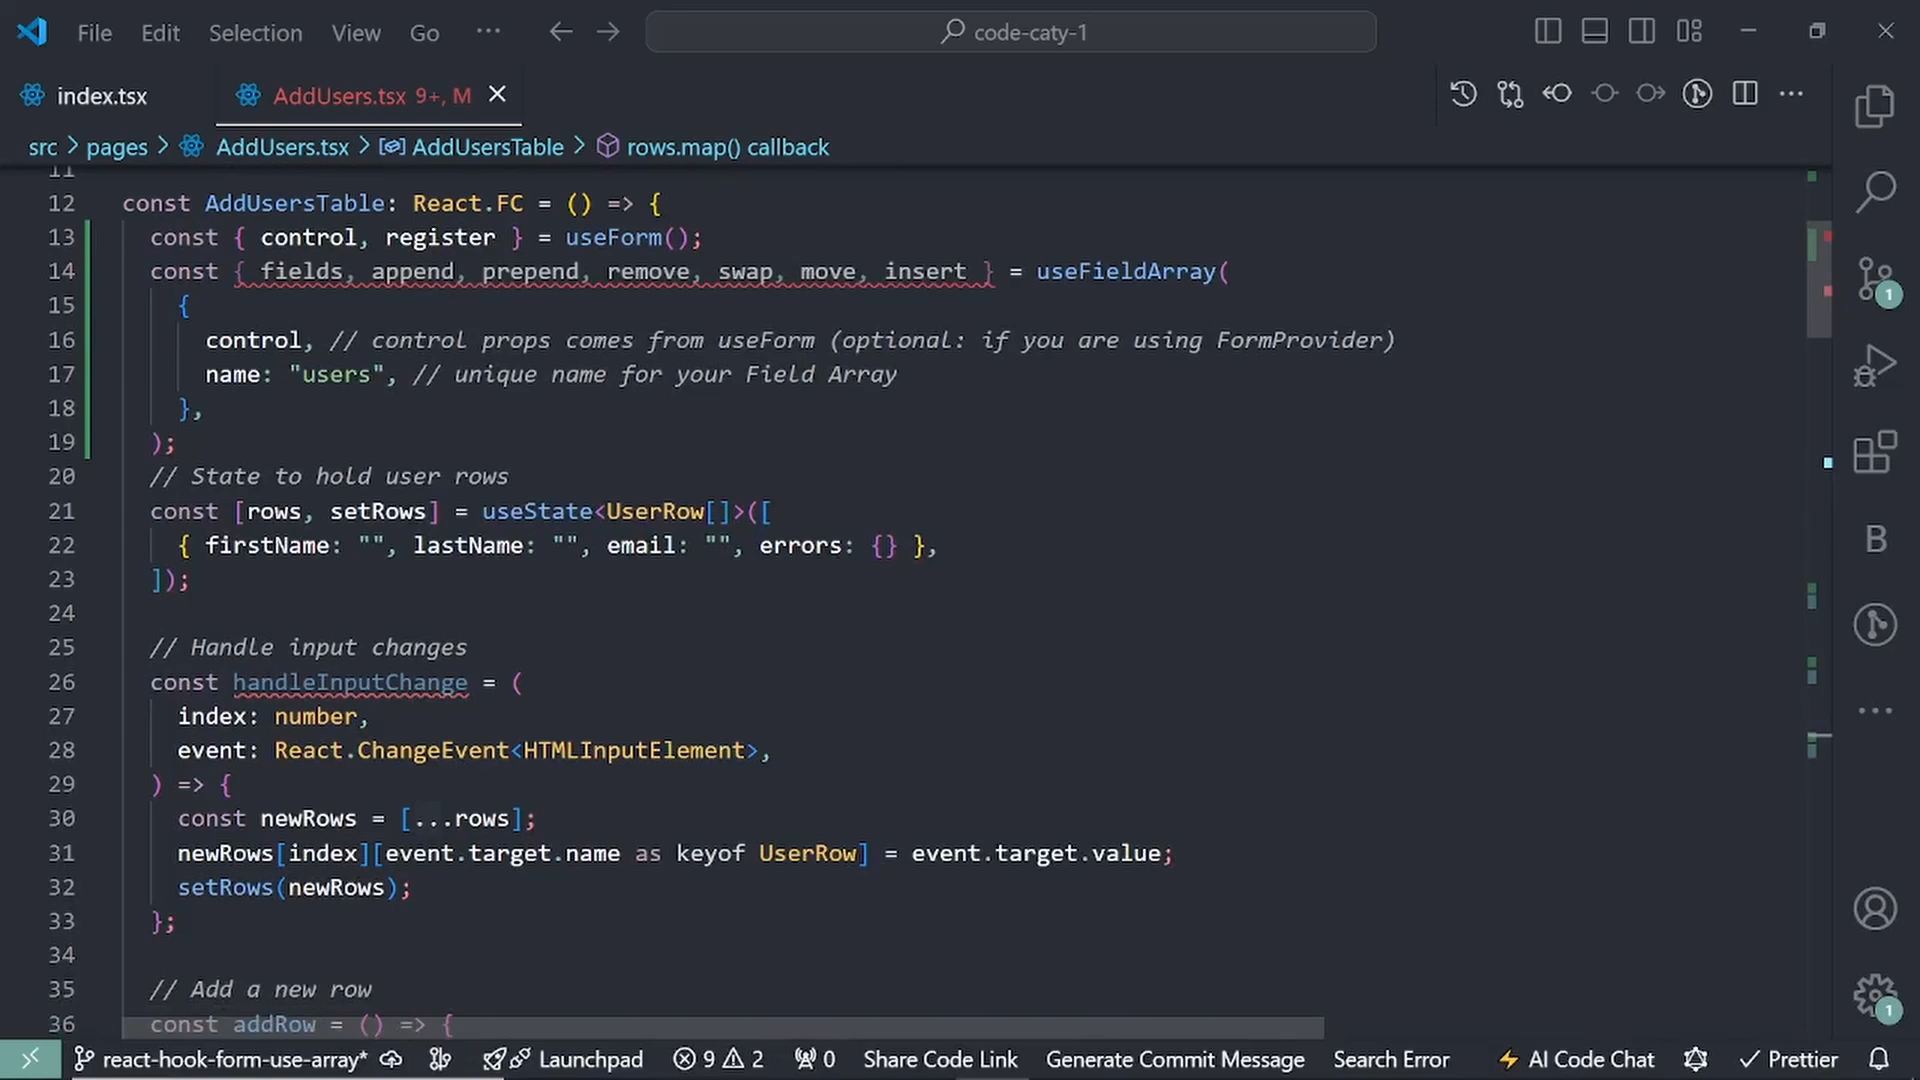 File Edit Selection View Go ··· code-caty-1
index.tsx AddUsers.tsx 9+, M
src > pages > AddUsers.tsx > AddUsersTable > rows.map() callback
11
12 const AddUsersTable: React.FC = () => {
13 const { control, register } = useForm();
14 const { fields, append, prepend, remove, swap, move, insert } = useFieldArray(
15 {
16 control, // control props comes from useForm (optional: if you are using FormProvider)
17 name: "users", // unique name for your Field Array
18 },
19 );
20 // State to hold user rows
21 const [rows, setRows] = useState<UserRow[]>([
22 { firstName: "", lastName: "", email: "", errors: {} },
23 ]);
24
25 // Handle input changes
26 const handleInputChange = (
27 index: number,
28 event: React.ChangeEvent<HTMLInputElement>,
29 ) => {
30 const newRows = [...rows];
31 newRows[index][event.target.name as keyof UserRow] = event.target.value;
32 setRows(newRows);
33 };
34
35 // Add a new row
36 const addRow = () => {
1
B
1
react-hook-form-use-array* Launchpad 9 2 0 Share Code Link Generate Commit Message Search Error AI Code Chat Prettier